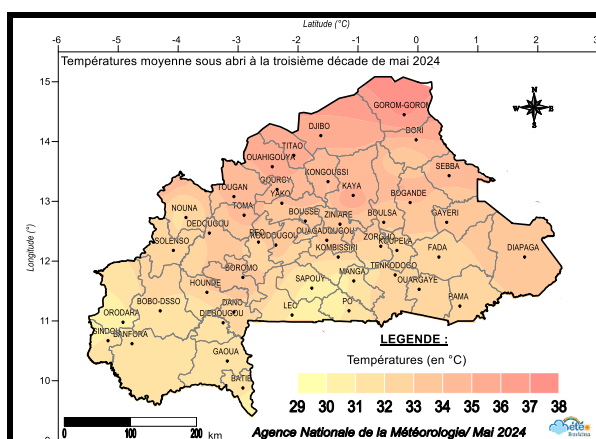 Latitude (°C)
-6 -5 -4 -3 -2 -1 0 1 2 3
Températures moyenne sous abri à la troisième décade de mai 2024
15
GOROM-GOROM
N
W E
S
14
DJIBO
DORI
TITAO
OUAHIGOUYA
SEBBA
KONGOUSSI
GOURCY
TOUGAN
KAYA
YAKO
BOGANDE
13
NOUNA
TOMA
BOUSSE
ZINIARE
BOULSA
GAYERI
DEDOUGOU
REO
KOUDOUGOU
OUAGADOUGOU
ZORGHO
KOUPELA
SOLENSO
KOMBISSIRI
FADA
DIAPAGA
12
BOROMO
TENKODOGO
MANGA
SAPOUY
HOUNDE
OUARGAYE
BOBO-DSSO
DANO
LEO
PO
PAMA
ORODARA
DIEBOUGOU
11
SINDOU
BANFORA
GAOUA
BATIE
10
Longitude (°)
LEGENDE :
Températures (en °C)
29 30 31 32 33 34 35 36 37 38
0 100 200
km
Agence Nationale de la Météorologie/ Mai 2024
météo
Burkina